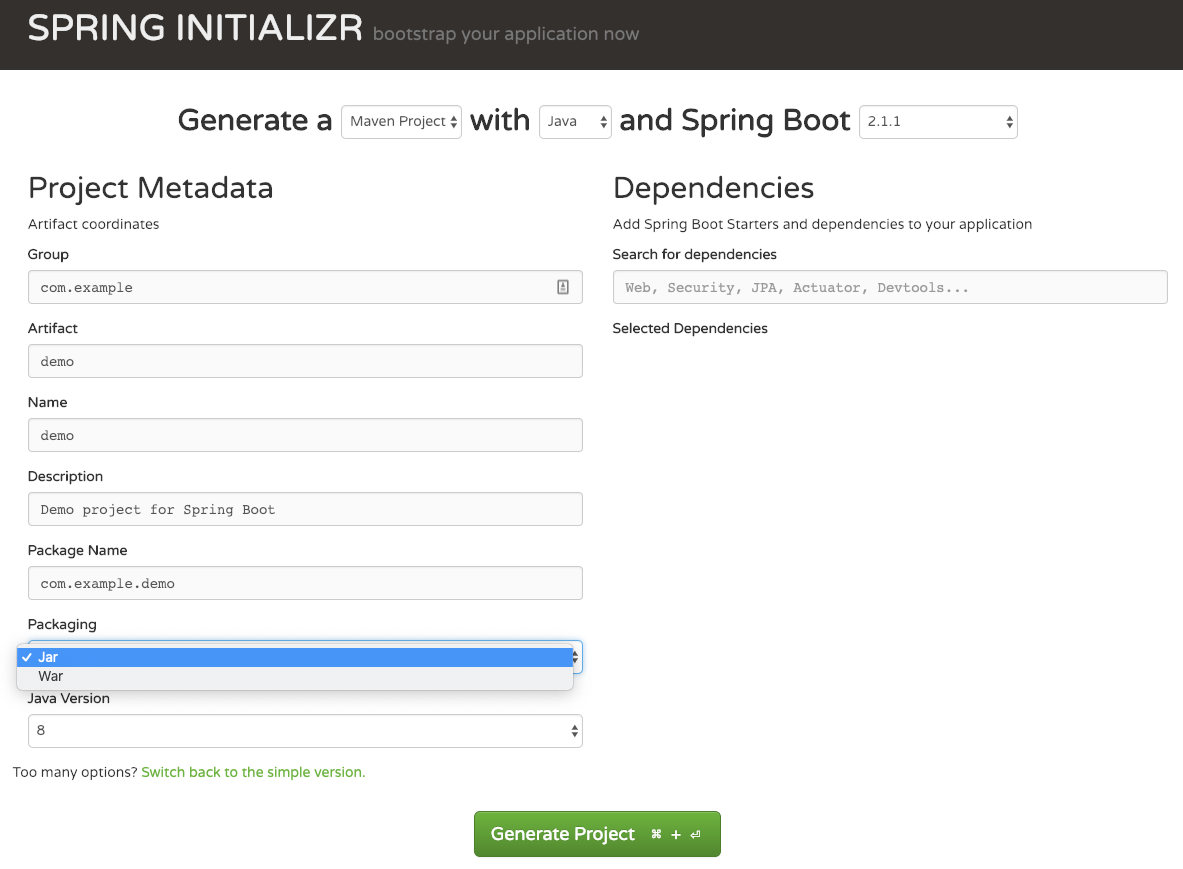 SPRING INITIALIZR bootstrap your application now
Generate a Maven Project with Java and Spring Boot 2.1.1
Project Metadata
Artifact coordinates
Group
com.example
Artifact
demo
Name
demo
Description
Demo project for Spring Boot
Package Name
com.example.demo
Packaging
✓ Jar
War
Java Version
8
Dependencies
Add Spring Boot Starters and dependencies to your application
Search for dependencies
Web, Security, JPA, Actuator, Devtools...
Selected Dependencies
Too many options? Switch back to the simple version.
Generate Project ⌘ + ⏎